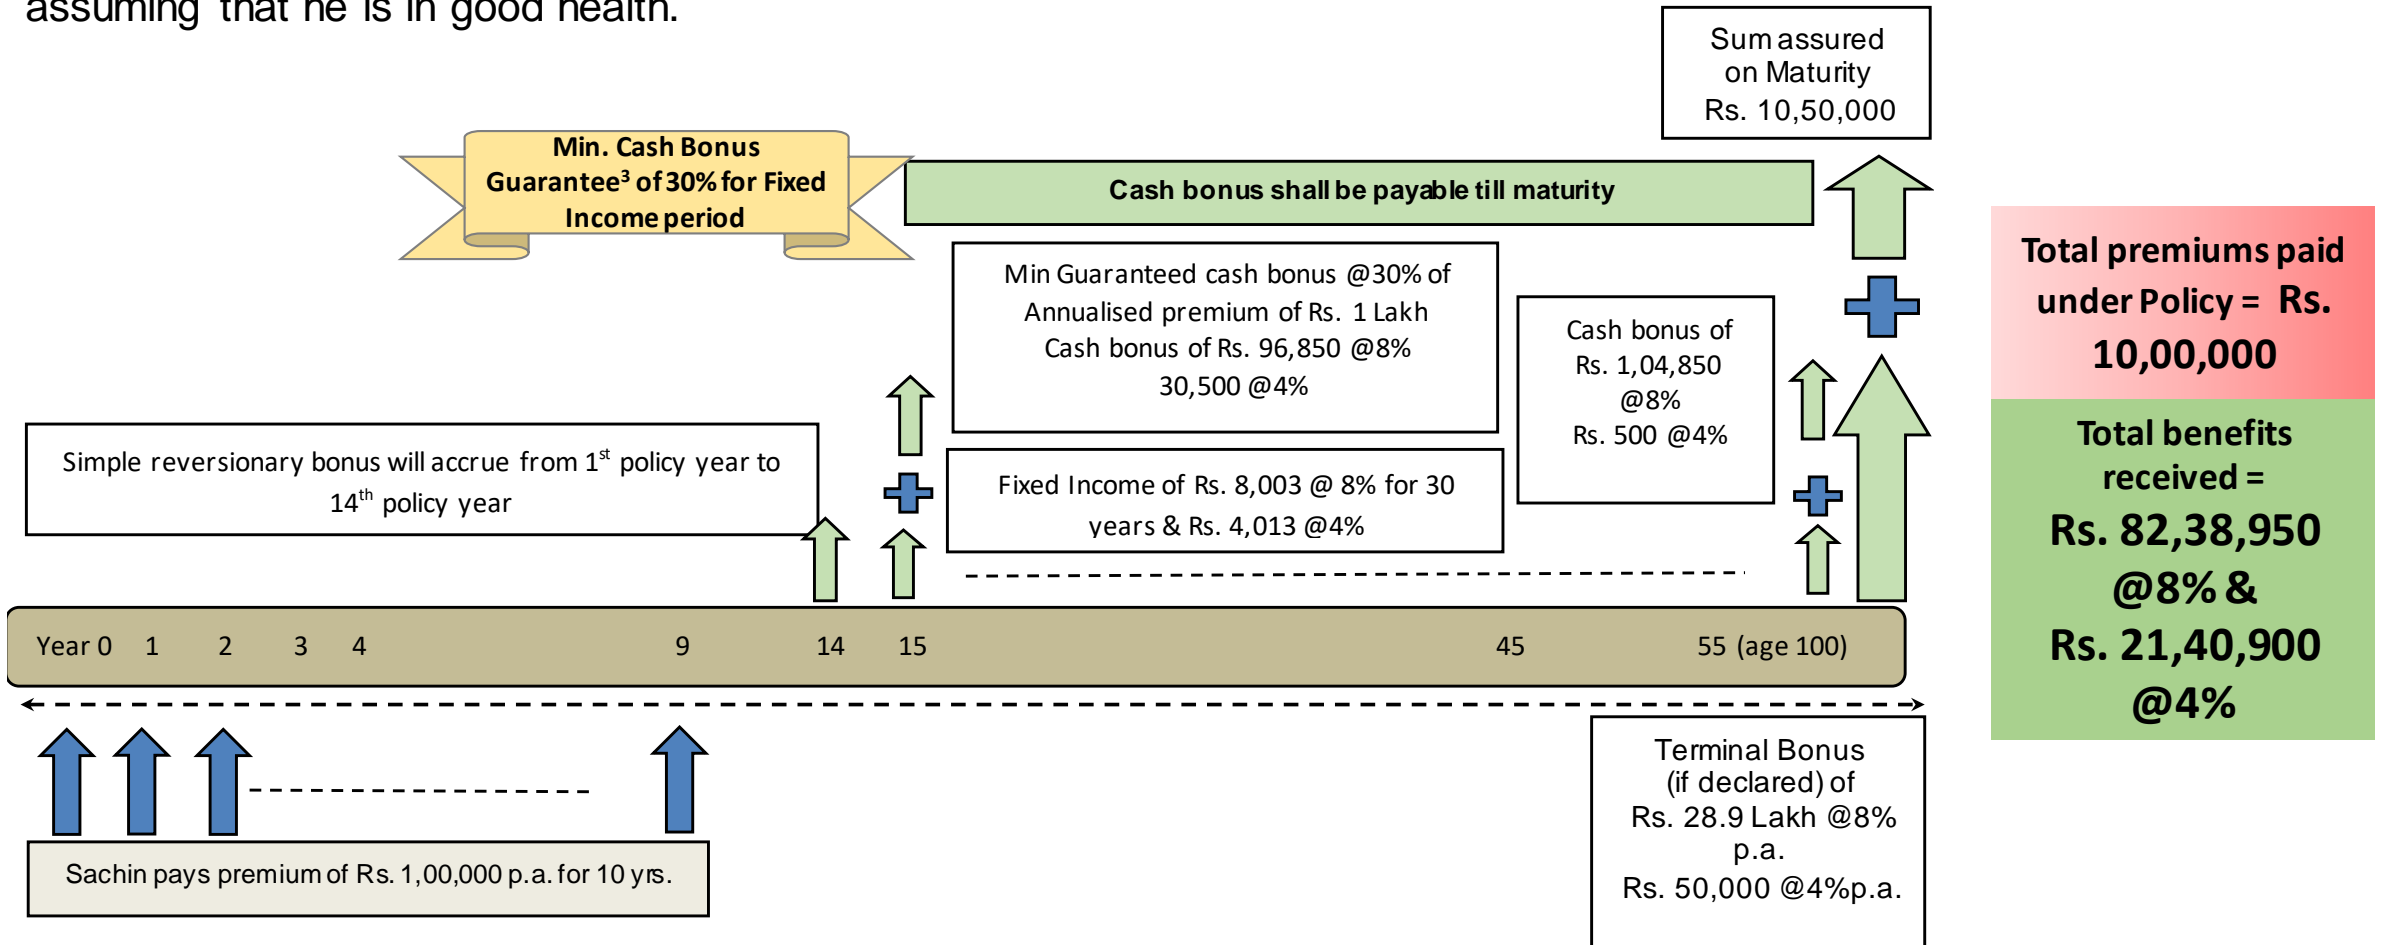 assuming that he is in good health.
Sum assured
on Maturity
Rs. 10,50,000
Min. Cash Bonus
Guarantee³ of 30% for Fixed
Income period
Cash bonus shall be payable till maturity
Min Guaranteed cash bonus @30% of
Annualised premium of Rs. 1 Lakh
Cash bonus of Rs. 96,850 @8%
30,500 @4%
Cash bonus of
Rs. 1,04,850
@8%
Rs. 500 @4%
Total premiums paid
under Policy = Rs.
10,00,000
Total benefits
received =
Rs. 82,38,950
@8% &
Rs. 21,40,900
@4%
Simple reversionary bonus will accrue from 1st policy year to
14th policy year
Fixed Income of Rs. 8,003 @ 8% for 30
years & Rs. 4,013 @4%
Year 0 1 2 3 4 9 14 15 45 55 (age 100)
Sachin pays premium of Rs. 1,00,000 p.a. for 10 yrs.
Terminal Bonus
(if declared) of
Rs. 28.9 Lakh @8%
p.a.
Rs. 50,000 @4%p.a.